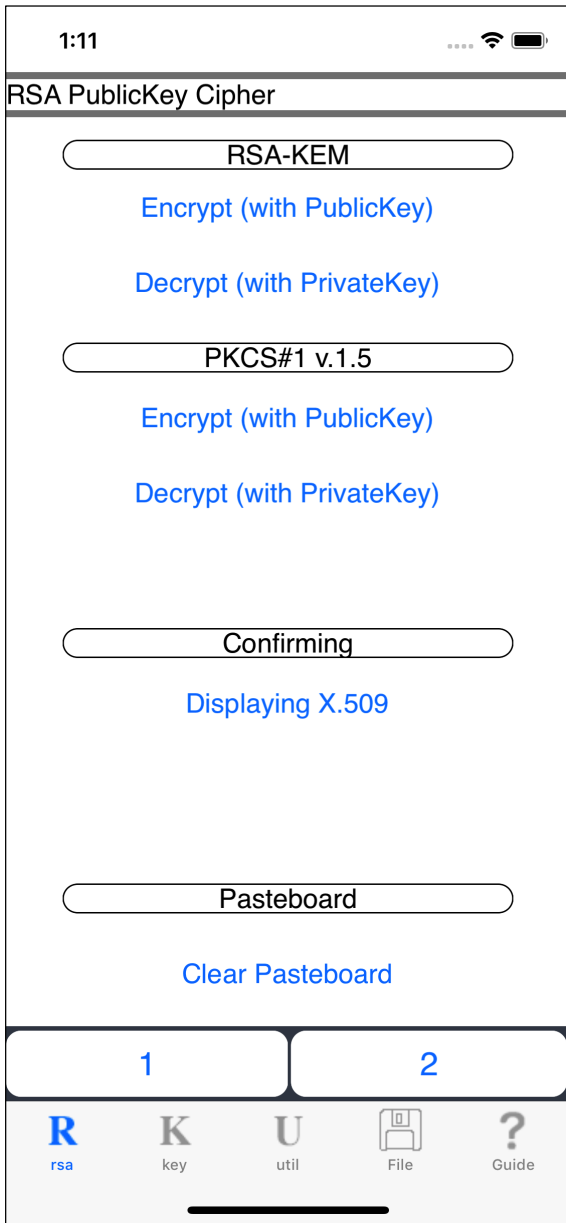 1:11
RSA PublicKey Cipher
RSA-KEM
Encrypt (with PublicKey)
Decrypt (with PrivateKey)
PKCS#1 v.1.5
Encrypt (with PublicKey)
Decrypt (with PrivateKey)
Confirming
Displaying X.509
Pasteboard
Clear Pasteboard
1 2
R K U ?
rsa key util File Guide